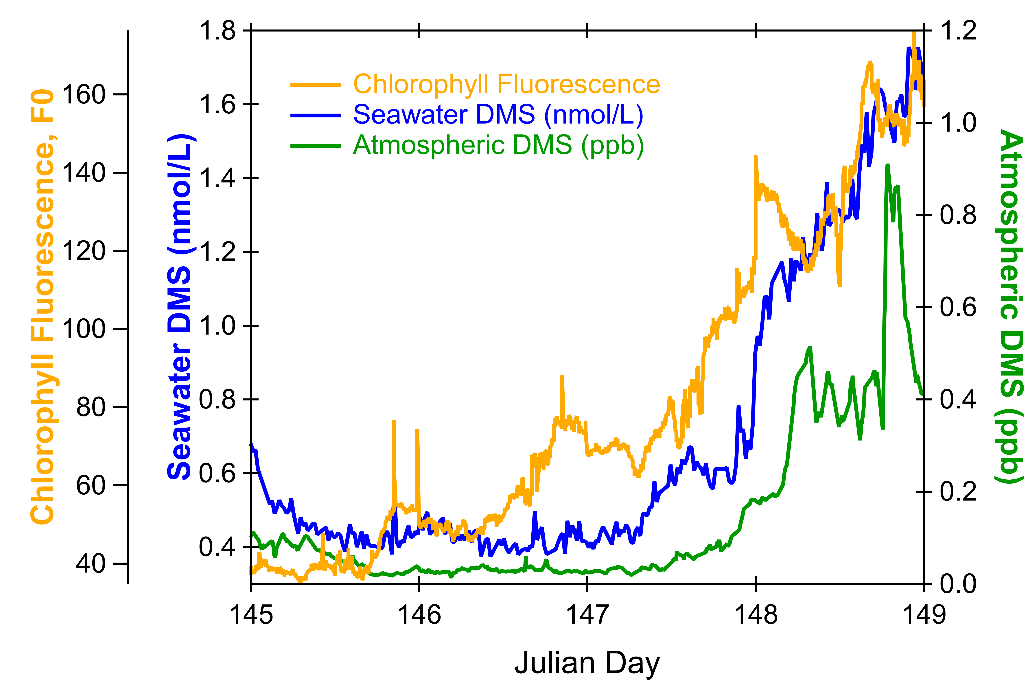 Chlorophyll Fluorescence, F0
160
140
120
100
80
60
40
Seawater DMS (nmol/L)
1.8
1.6
1.4
1.2
1.0
0.8
0.6
0.4
Chlorophyll Fluorescence
Seawater DMS (nmol/L)
Atmospheric DMS (ppb)
1.2
1.0
0.8
0.6
0.4
0.2
0.0
Atmospheric DMS (ppb)
145 146 147 148 149
Julian Day